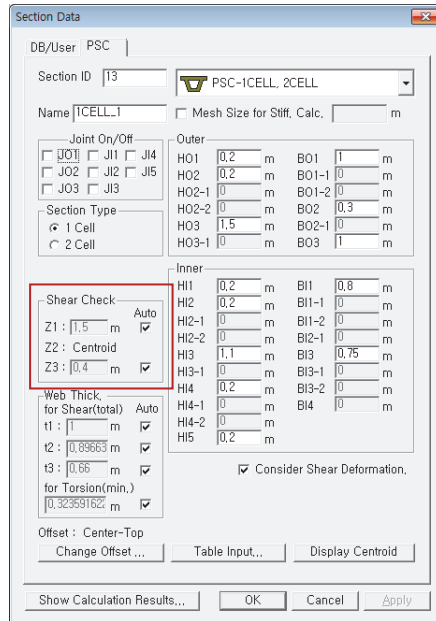 Section Data
DB/User PSC
Section ID 13 PSC-1CELL, 2CELL
Name 1CELL_1 Mesh Size for Stiff. Calc. m
Joint On/Off
JO1 JI1 JI4
JO2 JI2 JI5
JO3 JI3
Section Type
1 Cell
2 Cell
Outer
HO1 0.2 m BO1 1 m
HO2 0.2 m BO1-1 0 m
HO2-1 0 m BO1-2 0 m
HO2-2 0 m BO2 0.3 m
HO3 1.5 m BO2-1 0 m
HO3-1 0 m BO3 1 m
Shear Check
Auto
Z1 : 1.5 m
Z2 : Centroid
Z3 : 0.4 m
Inner
HI1 0.2 m BI1 0.8 m
HI2 0.2 m BI1-1 0 m
HI2-1 0 m BI1-2 0 m
HI2-2 0 m BI2-1 0 m
HI3 1.1 m BI3 0.75 m
HI3-1 0 m BI3-1 0 m
HI4 0.2 m BI3-2 0 m
HI4-1 0 m BI4 0 m
HI4-2 0 m
HI5 0.2 m
Web Thick.
for Shear(total) Auto
t1 : 1 m
t2 : 0.89663 m
t3 : 0.66 m
for Torsion(min.)
0.32359162 m
Consider Shear Deformation.
Offset : Center-Top
Change Offset ... Table Input... Display Centroid
Show Calculation Results... OK Cancel Apply